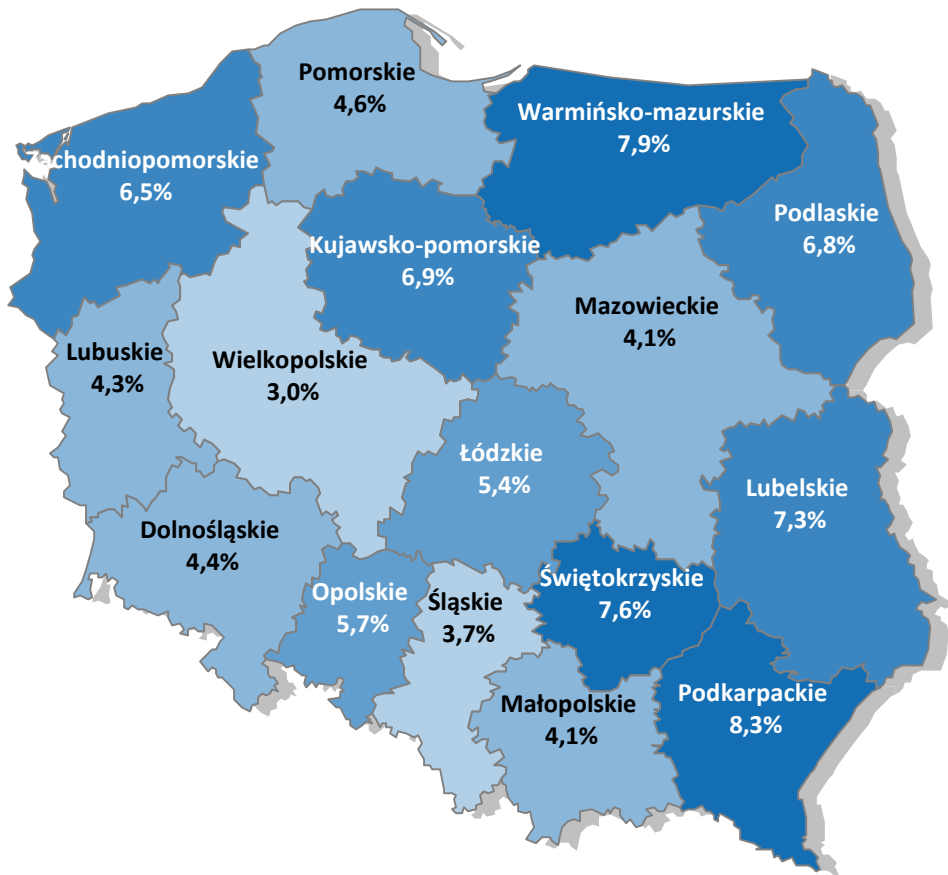 Pomorskie
4,6%
Warmińsko-mazurskie
7,9%
Zachodniopomorskie
6,5%
Podlaskie
6,8%
Kujawsko-pomorskie
6,9%
Mazowieckie
4,1%
Lubuskie
4,3%
Wielkopolskie
3,0%
Łódzkie
5,4%
Lubelskie
7,3%
Dolnośląskie
4,4%
Opolskie
5,7%
Śląskie
3,7%
Świętokrzyskie
7,6%
Małopolskie
4,1%
Podkarpackie
8,3%